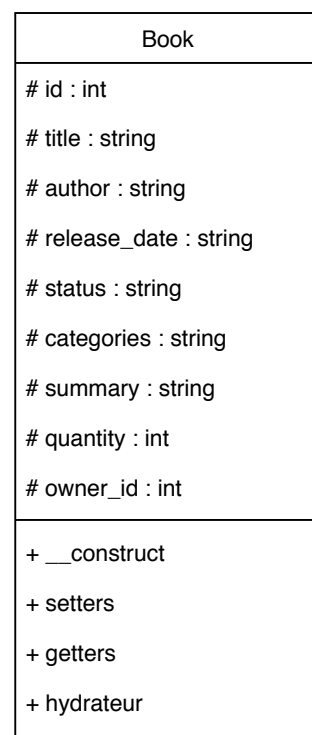 Book
# id : int
# title : string
# author : string
# release_date : string
# status : string
# categories : string
# summary : string
# quantity : int
# owner_id : int
+ __construct
+ setters
+ getters
+ hydrateur